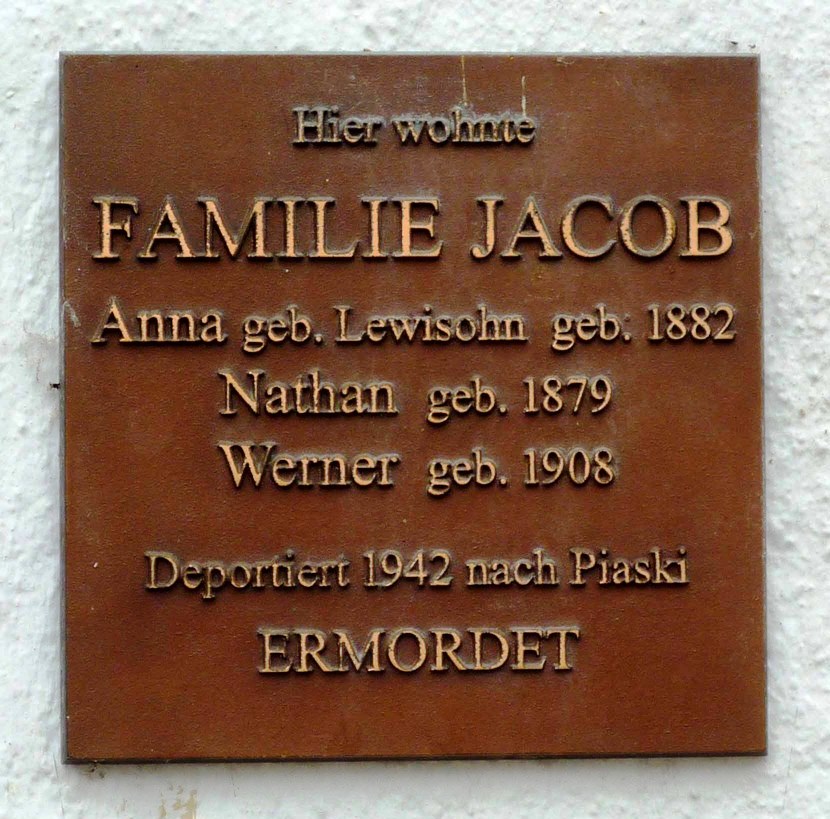 Hier wohnte
FAMILIE JACOB
Anna geb. Lewisohn geb. 1882
Nathan geb. 1879
Werner geb. 1908
Deportiert 1942 nach Piaski
ERMORDET